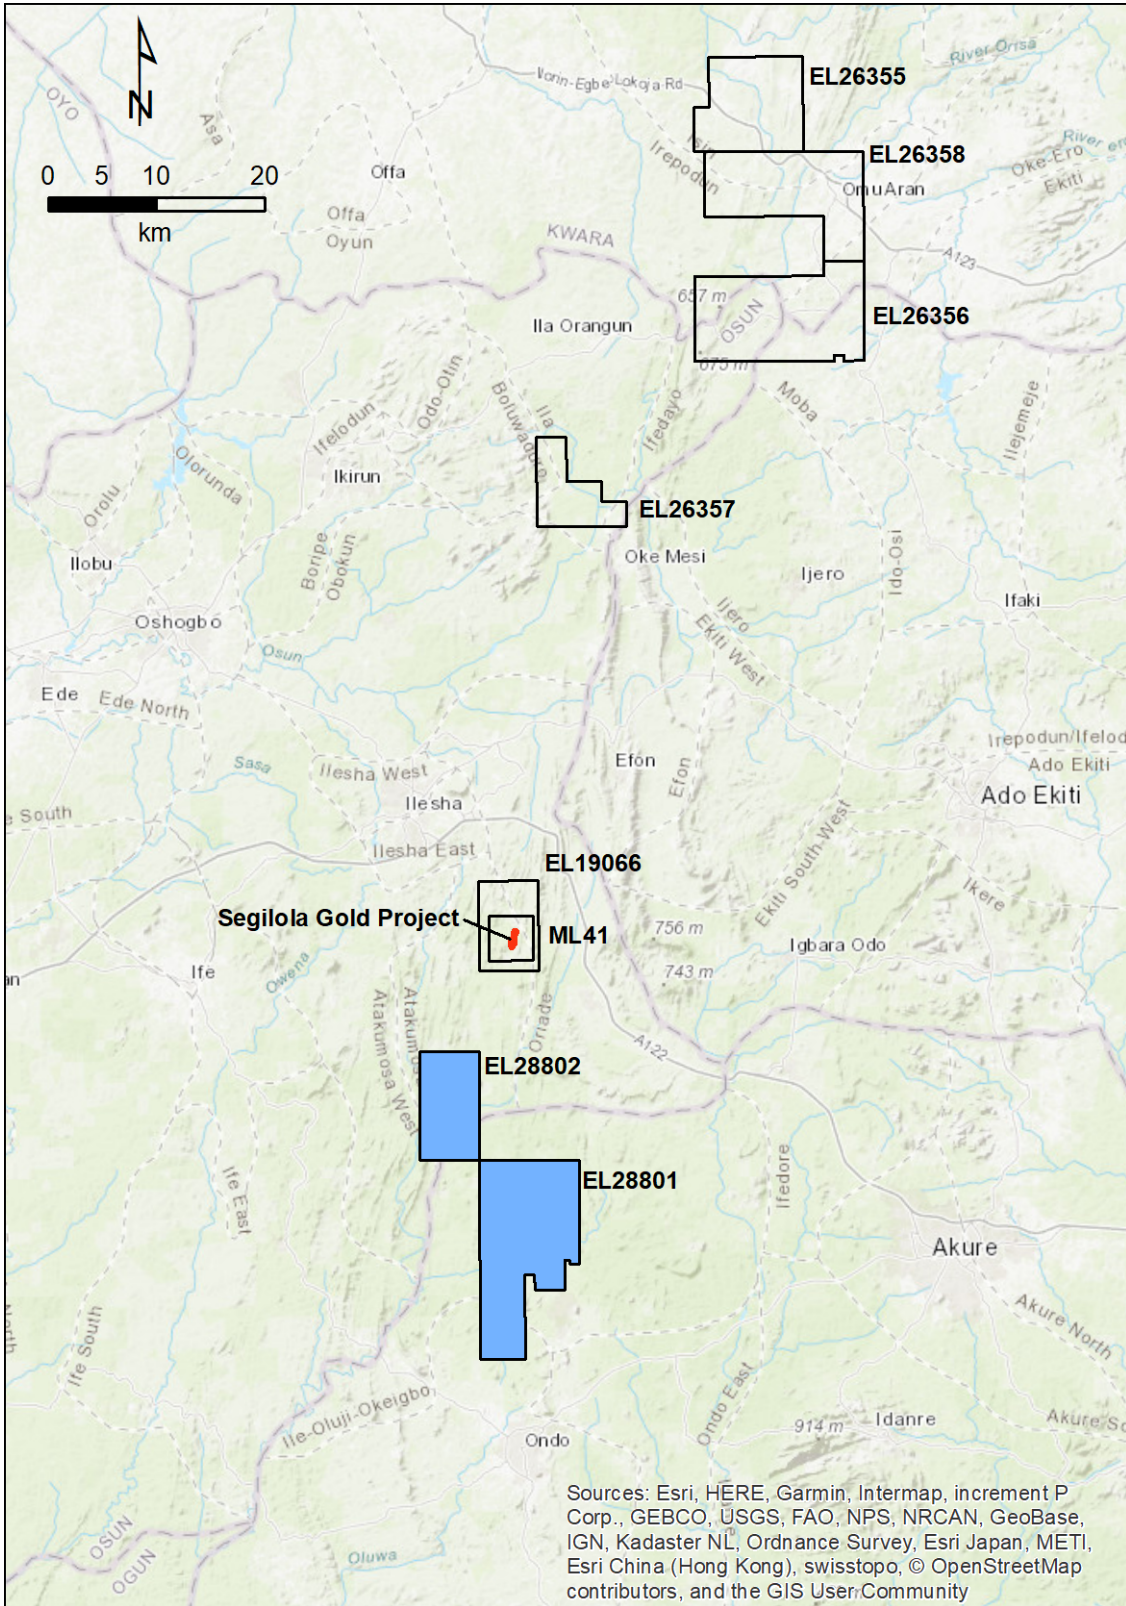 EL26355
River Orisa
Ilorin-Egbe-Lokoja Rd
OYO
N
Asa
Isin
Irepodun
EL26358
Oke-Ero
Ekiti
0 5 10 20
km
Offa
OmuAran
Offa
Oyun
KWARA
A123
657 m
OSUN
EL26356
Ila Orangun
675 m
Odo-Otin
Ifelodun
Boluwaduro
Ila
Ifedayo
Moba
Ilejemeje
Olorunda
Orolu
Ikirun
EL26357
Ilobu
Boripe
Obokun
Oke Mesi
Ijero
Ido-Osi
Ifaki
Oshogbo
Osun
Ijero
Ekiti West
Ede
Ede North
Sasa
Ilesha West
Efon
Efon
Irepodun/Ifelod
Ado Ekiti
Ado Ekiti
Ilesha
e South
Ilesha East
EL19066
Ekiti South-West
Ikere
Segilola Gold Project
ML41
756 m
Igbara Odo
743 m
an
Ife
Owena
Atakumosa West
Oriade
A122
EL28802
EL28801
Ife East
Ifedore
Akure
North
Ife South
Akure North
Ile-Oluji-Okeigbo
Ondo East
Ondo
914 m
Idanre
Akure So
OSUN
OGUN
Oluwa
Sources: Esri, HERE, Garmin, Intermap, increment P
Corp., GEBCO, USGS, FAO, NPS, NRCAN, GeoBase,
IGN, Kadaster NL, Ordnance Survey, Esri Japan, METI,
Esri China (Hong Kong), swisstopo, © OpenStreetMap
contributors, and the GIS User Community